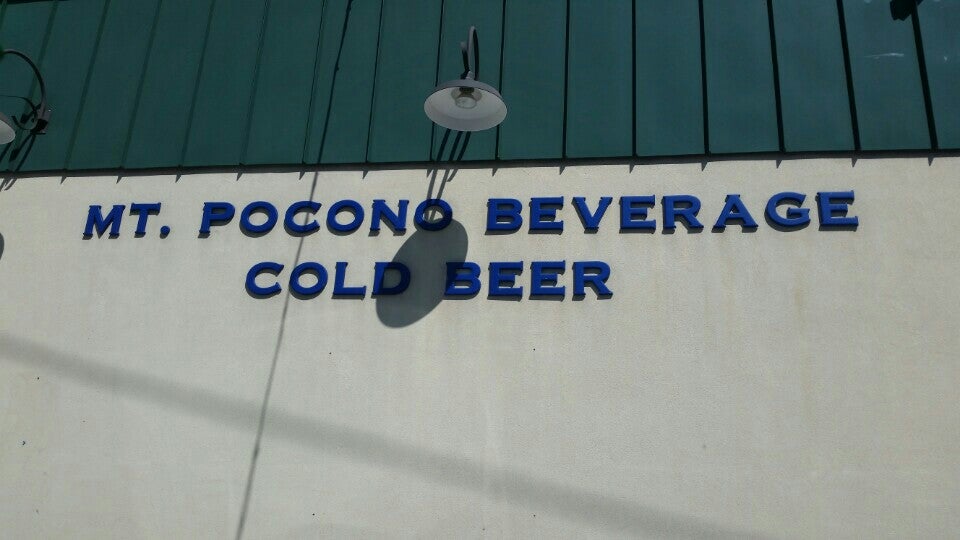 MT. POCONO BEVERAGE
COLD BEER